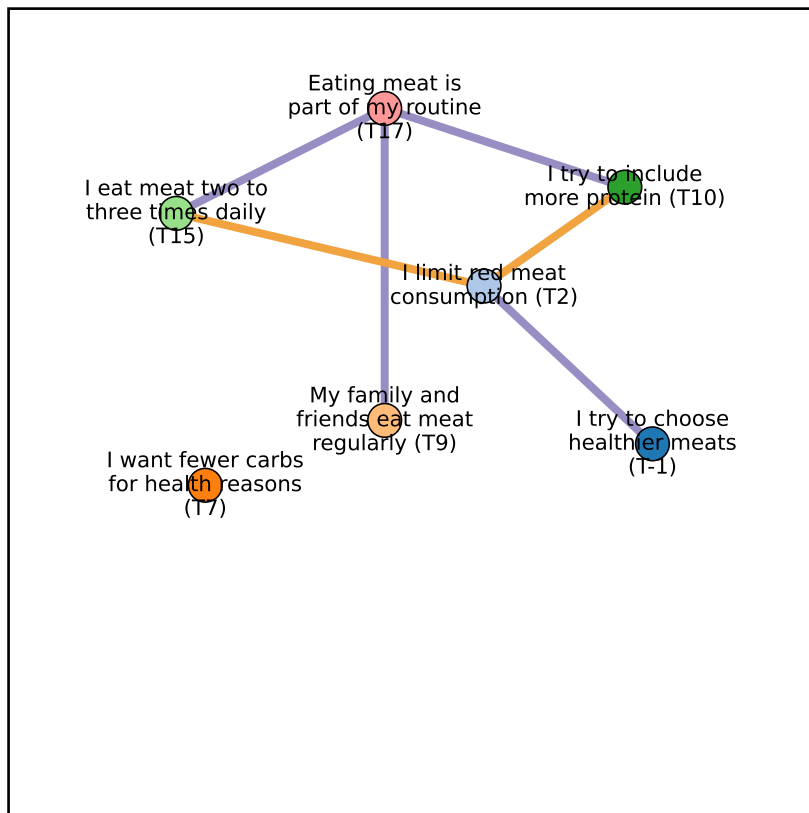 Eating meat is
part of my routine
(T17)
I try to include
more protein (T10)
I eat meat two to
three times daily
(T15)
I limit red meat
consumption (T2)
My family and
friends eat meat
regularly (T9)
I try to choose
healthier meats
(T-1)
I want fewer carbs
for health reasons
(T7)